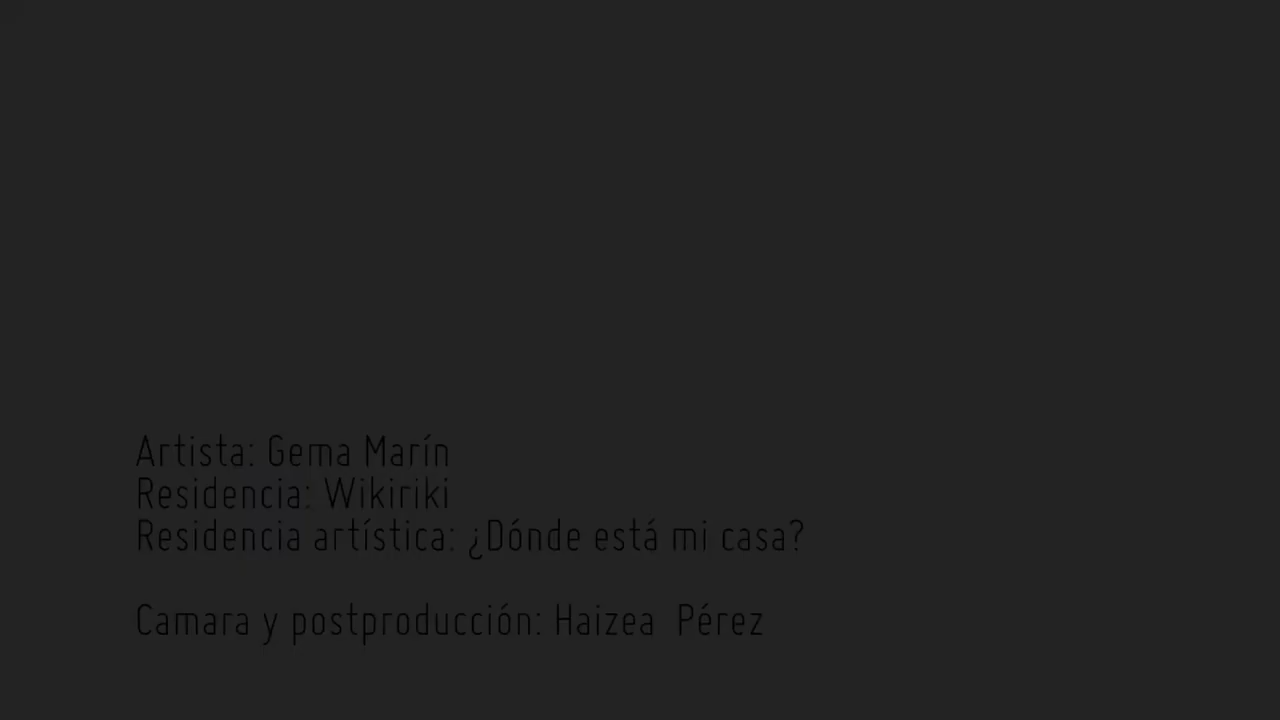 Artista: Gema Marín
Residencia: Wikiriki
Residencia artística: ¿Dónde está mi casa?
Camara y postproducción: Haizea Pérez